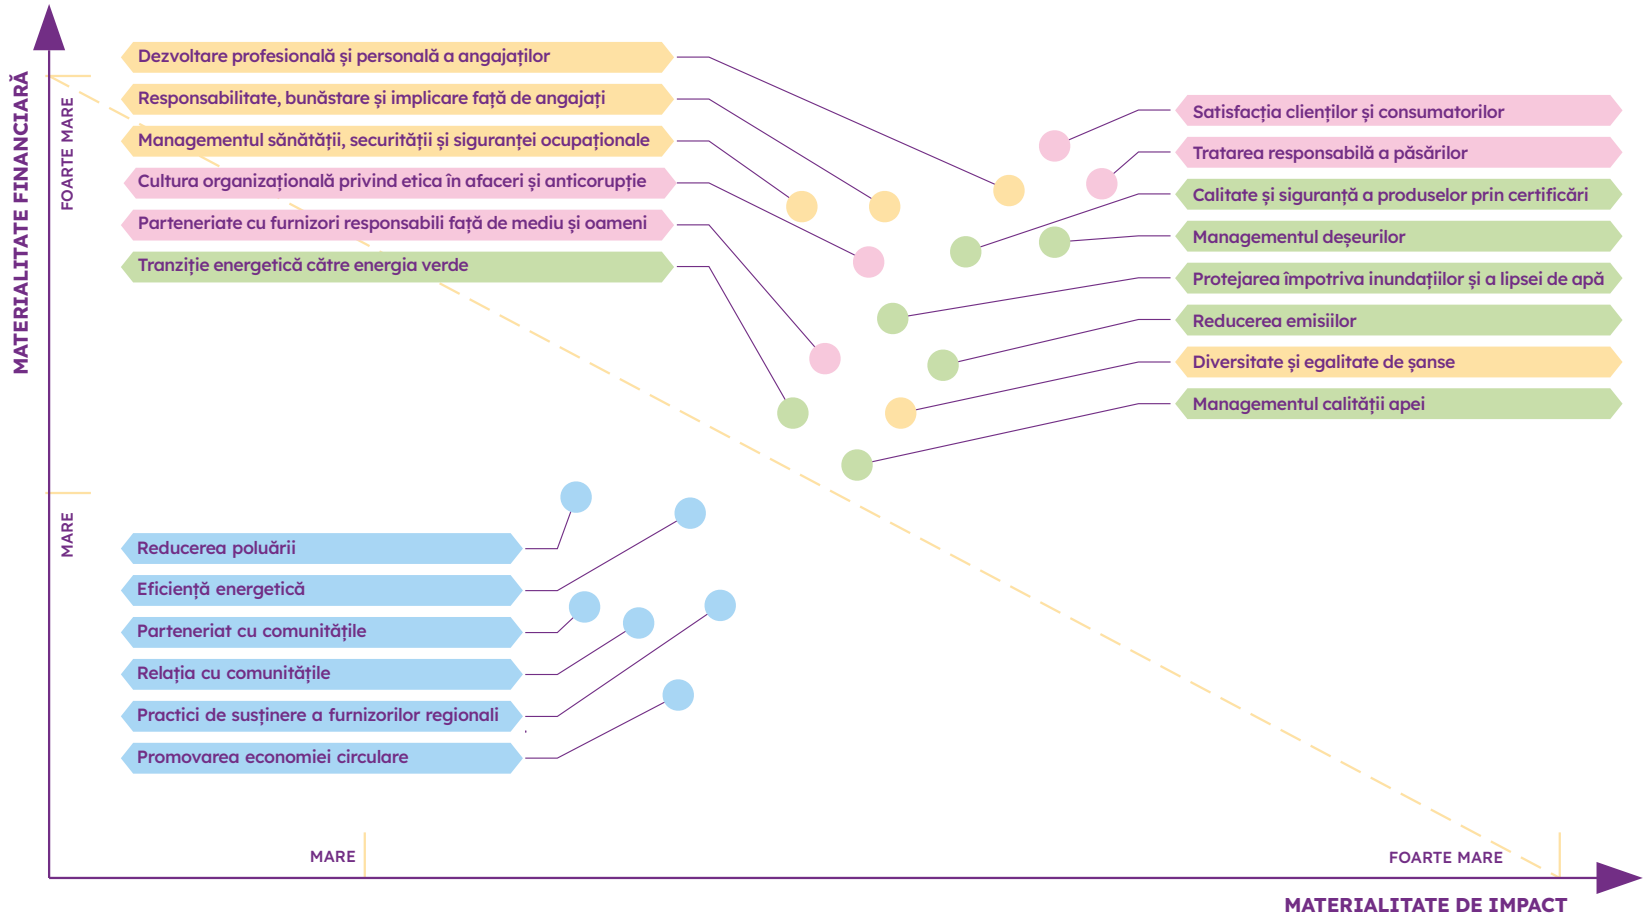 MATERIALITATE FINANCIARĂ
FOARTE MARE
MARE
Dezvoltare profesională și personală a angajaților
Responsabilitate, bunăstare și implicare față de angajați
Managementul sănătății, securității și siguranței ocupaționale
Cultura organizațională privind etica în afaceri și anticorupție
Parteneriate cu furnizori responsabili față de mediu și oameni
Tranziție energetică către energia verde
Satisfacția clienților și consumatorilor
Tratarea responsabilă a păsărilor
Calitate și siguranță a produselor prin certificări
Managementul deșeurilor
Protejarea împotriva inundațiilor și a lipsei de apă
Reducerea emisiilor
Diversitate și egalitate de șanse
Managementul calității apei
Reducerea poluării
Eficiență energetică
Parteneriat cu comunitățile
Relația cu comunitățile
Practici de susținere a furnizorilor regionali
Promovarea economiei circulare
MARE
FOARTE MARE
MATERIALITATE DE IMPACT